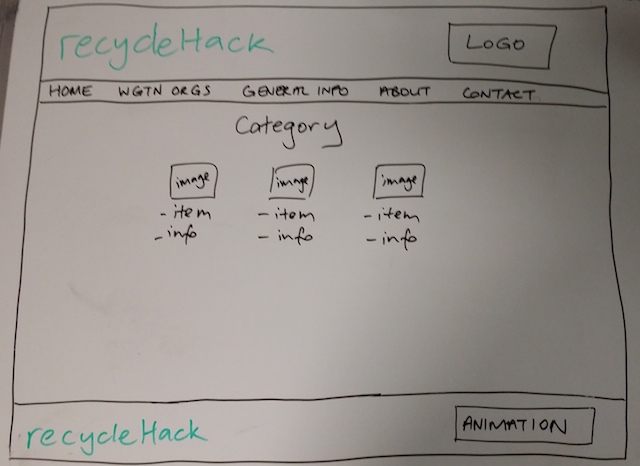 recycleHack LOGO
HOME WGTN ORGS GENERAL INFO ABOUT CONTACT
Category
image image image
- item - item - item
- info - info - info
recycleHack ANIMATION